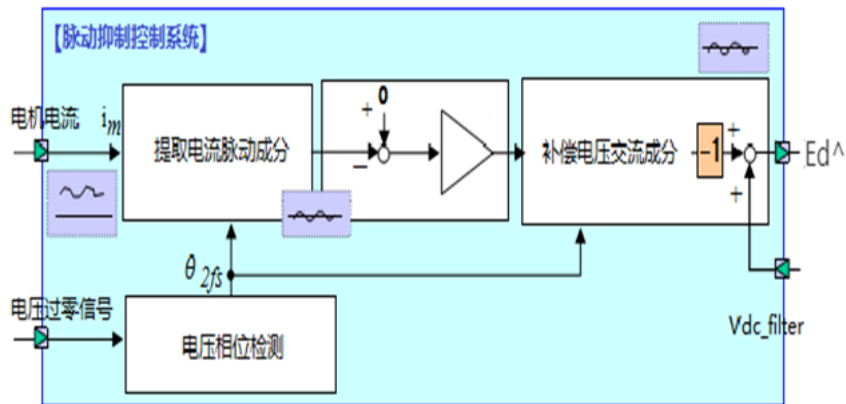 【脉动抑制控制系统】
电机电流 im
提取电流脉动成分
+ 0
−
补偿电压交流成分
-1
+
+
Ed^
θ2fs
电压过零信号
电压相位检测
Vdc_filter